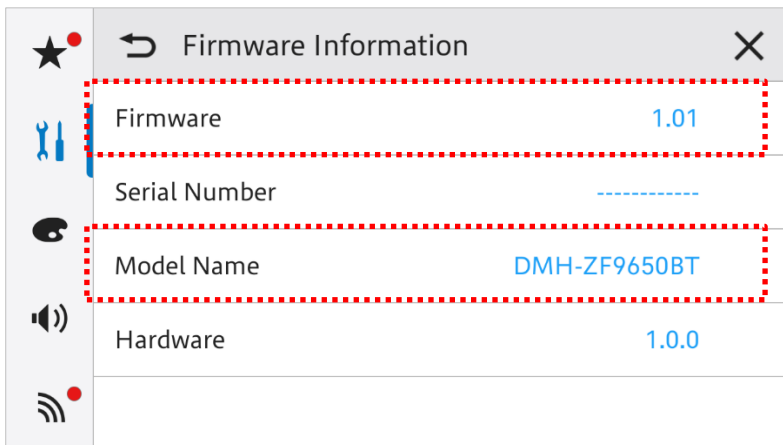 Firmware Information
Firmware 1.01
Serial Number ------------
Model Name DMH-ZF9650BT
Hardware 1.0.0